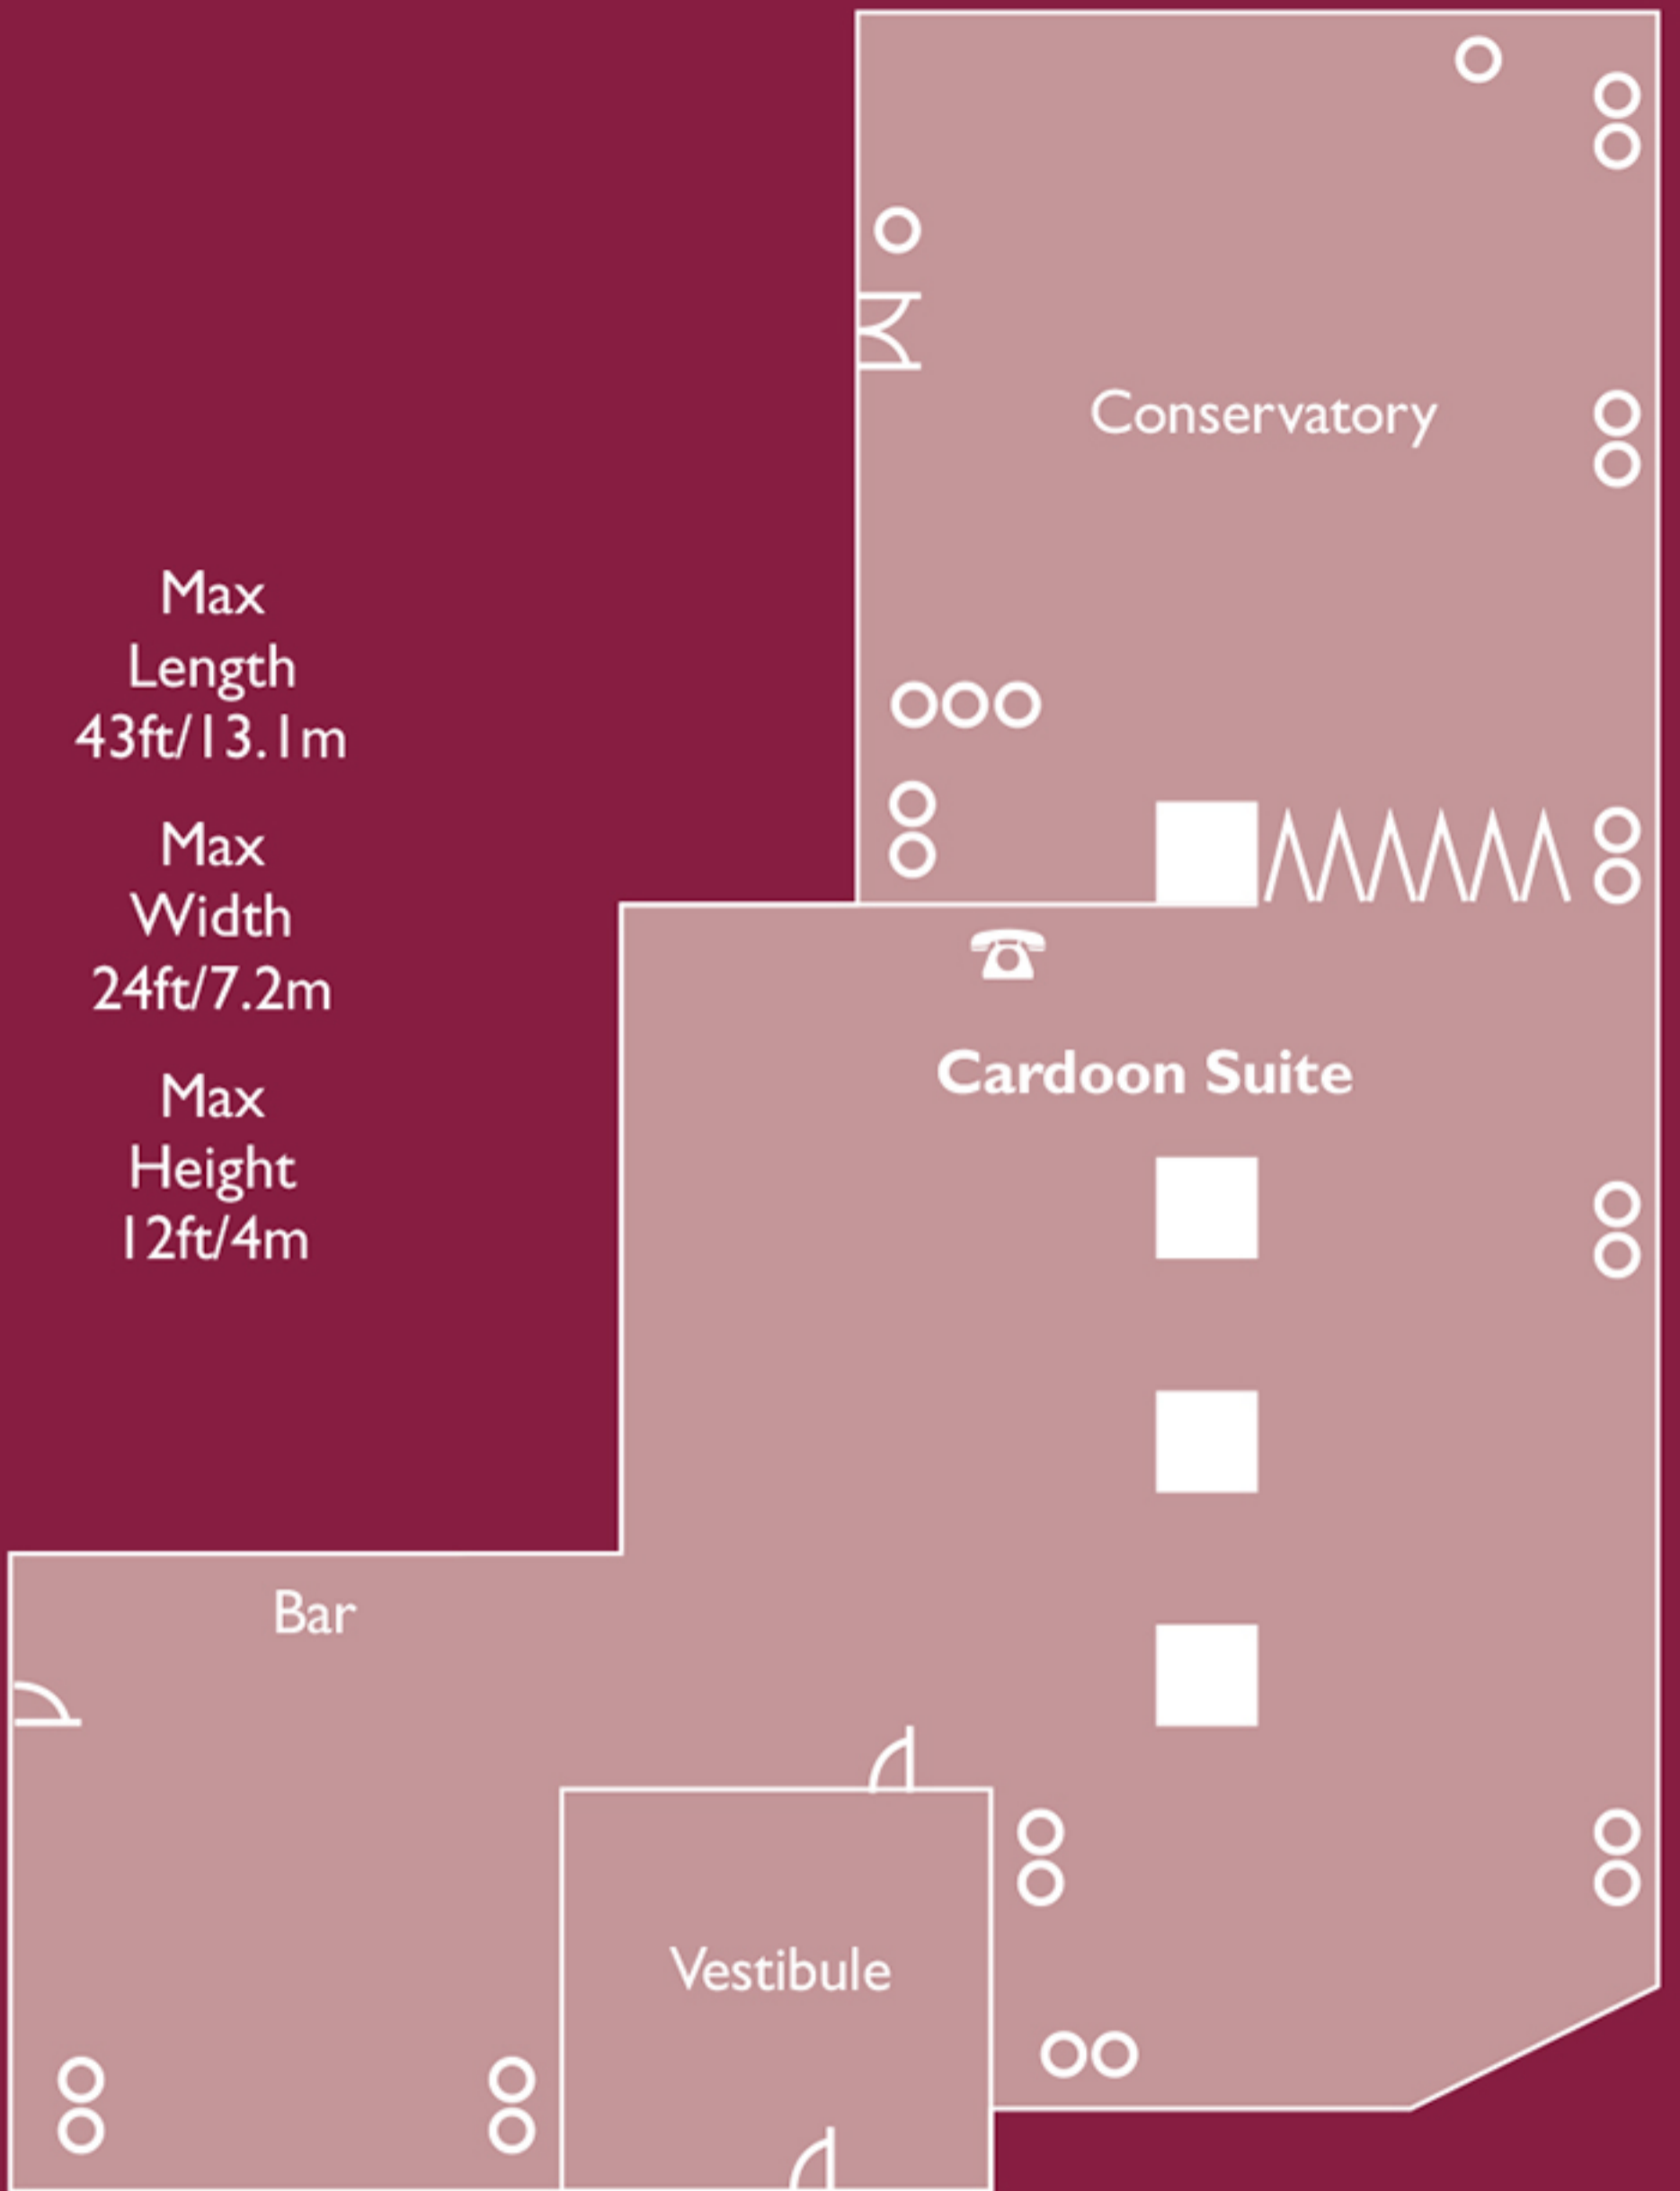 Conservatory
Max
Length
43ft/13.1m
Max
Width
24ft/7.2m
Max
Height
12ft/4m
Cardoon Suite
Bar
Vestibule